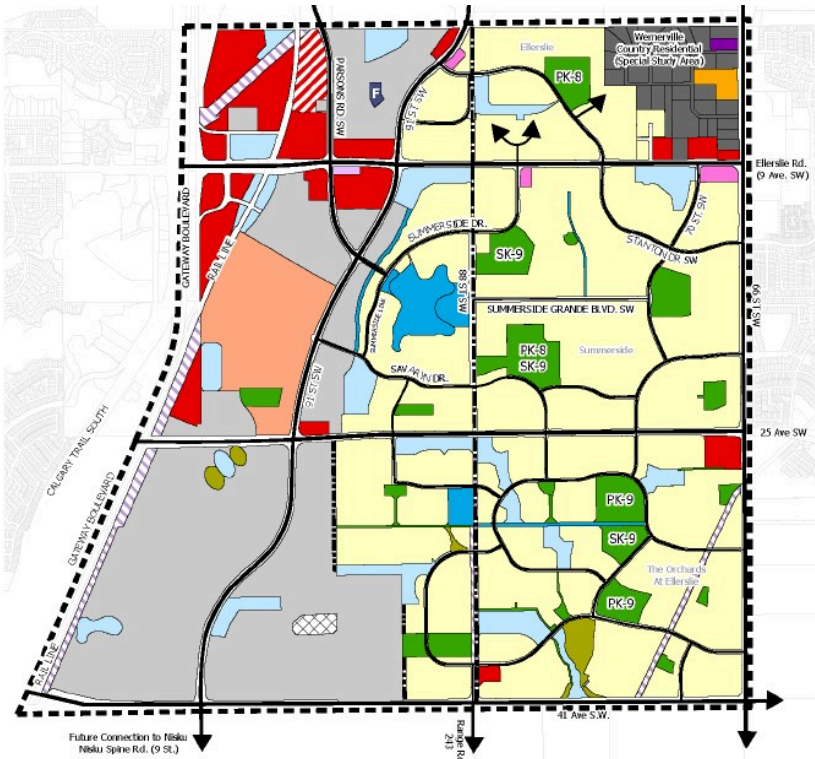 Ellerslie
Wernerville
Country Residential
(Special Study Area)
PARSONS RD. SW
91 ST SW
PK-8
F
Ellerslie Rd.
(9 Ave. SW)
GATEWAY BOULEVARD
RAIL LINE
SUMMERSIDE DR.
SK-9
STANTON DR. SW
70 ST. SW
66 ST SW
88 ST SW
SUMMERSIDE LINE
SUMMERSIDE GRANDE BLVD. SW
PK-8
SK-9
Summerside
SAVARYN DR.
91 ST SW
CALGARY TRAIL SOUTH
25 Ave SW
GATEWAY BOULEVARD
PK-9
SK-9
The Orchards
At Ellerslie
PK-9
RAIL LINE
41 Ave S.W.
Future Connection to Nisku
Nisku Spine Rd. (9 St.)
Range Rd
243